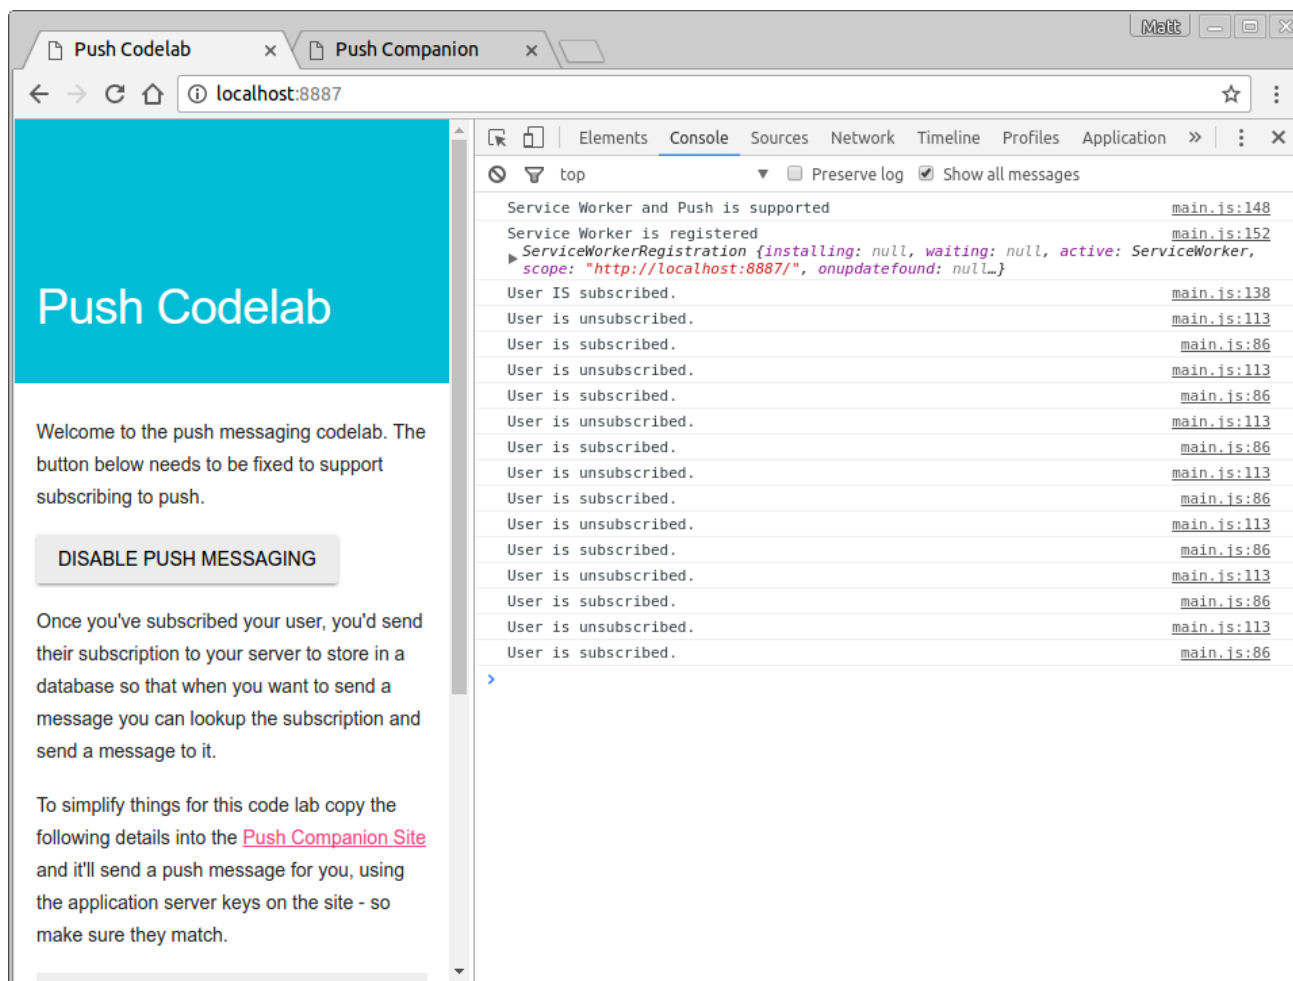 Matt
Push Codelab
Push Companion
localhost:8887
Push Codelab
Welcome to the push messaging codelab. The
button below needs to be fixed to support
subscribing to push.
DISABLE PUSH MESSAGING
Once you've subscribed your user, you'd send
their subscription to your server to store in a
database so that when you want to send a
message you can lookup the subscription and
send a message to it.
To simplify things for this code lab copy the
following details into the Push Companion Site
and it'll send a push message for you, using
the application server keys on the site - so
make sure they match.
Elements Console Sources Network Timeline Profiles Application »
top Preserve log Show all messages
Service Worker and Push is supported main.js:148
Service Worker is registered main.js:152
ServiceWorkerRegistration {installing: null, waiting: null, active: ServiceWorker,
scope: "http://localhost:8887/", onupdatefound: null…}
User IS subscribed. main.js:138
User is unsubscribed. main.js:113
User is subscribed. main.js:86
User is unsubscribed. main.js:113
User is subscribed. main.js:86
User is unsubscribed. main.js:113
User is subscribed. main.js:86
User is unsubscribed. main.js:113
User is subscribed. main.js:86
User is unsubscribed. main.js:113
User is subscribed. main.js:86
User is unsubscribed. main.js:113
User is subscribed. main.js:86
User is unsubscribed. main.js:113
User is subscribed. main.js:86